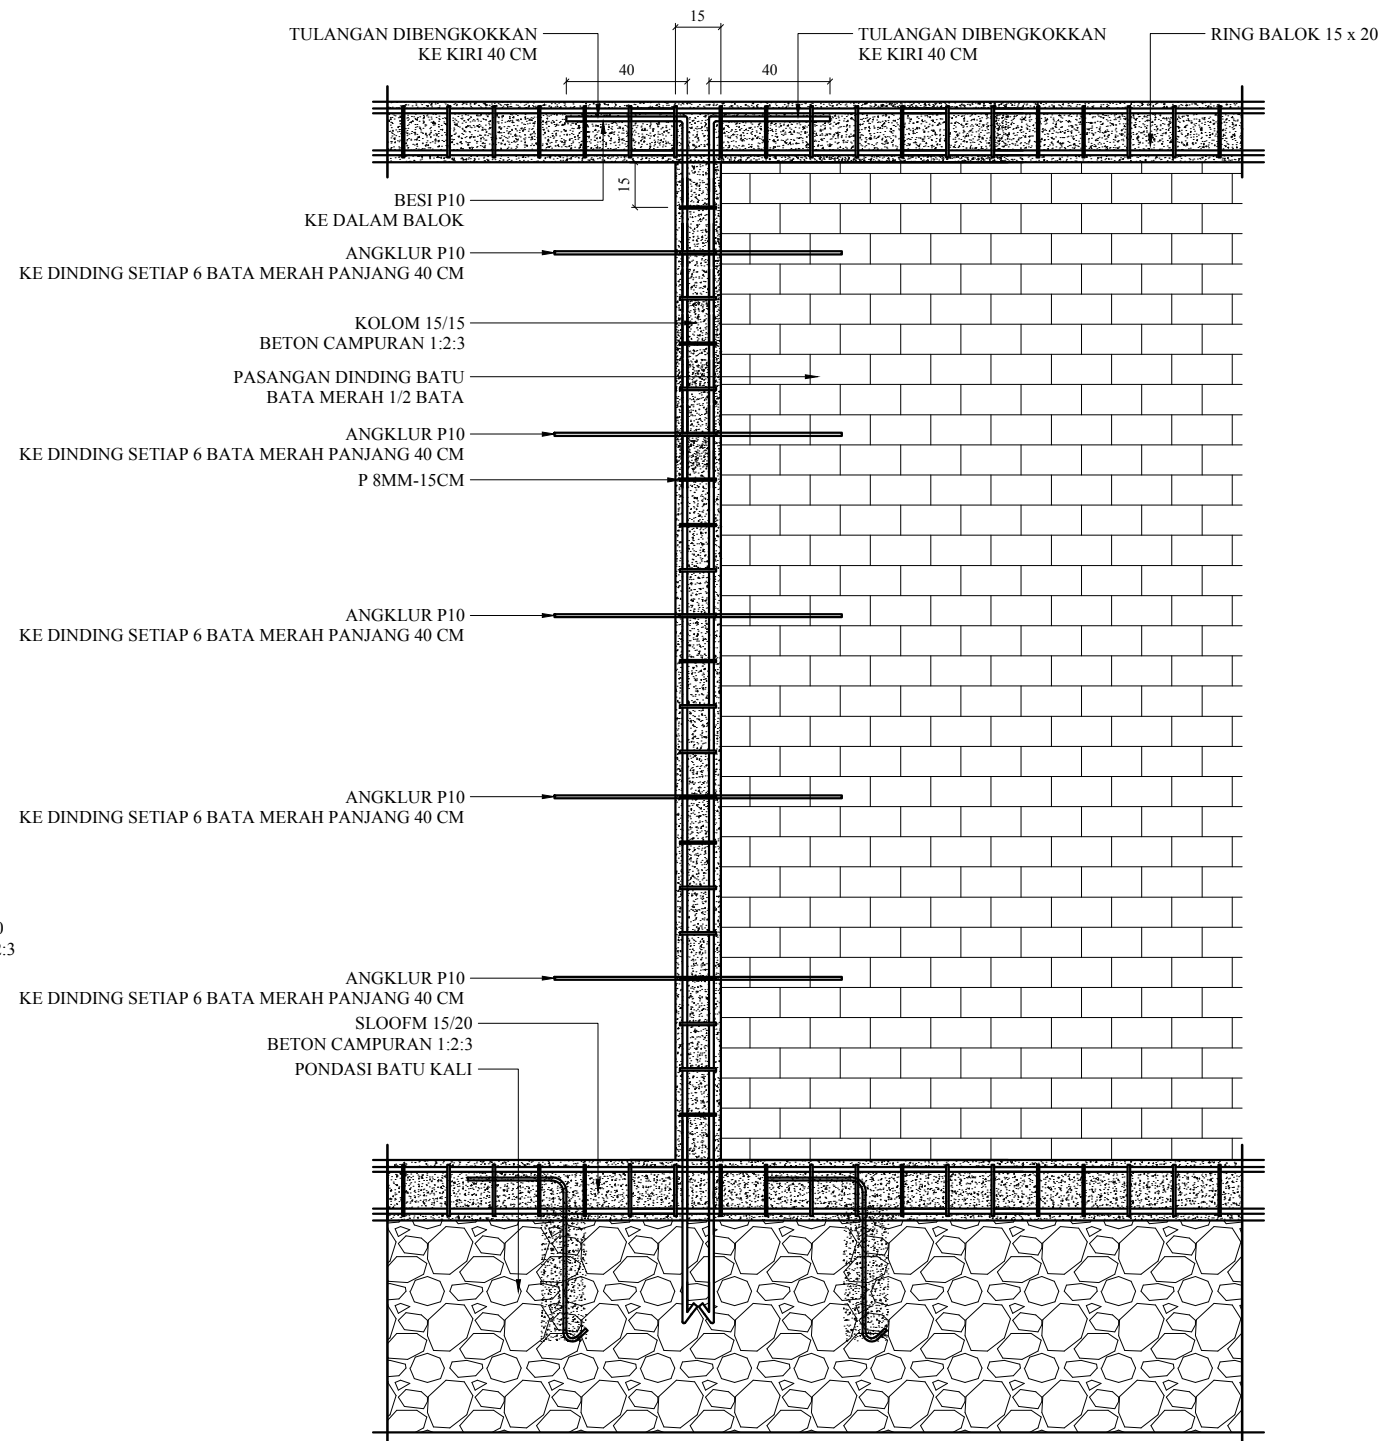 15
TULANGAN DIBENGKOKKAN
KE KIRI 40 CM
TULANGAN DIBENGKOKKAN
KE KIRI 40 CM
RING BALOK 15 x 20
40
40
15
BESI P10
KE DALAM BALOK
ANGKLUR P10
KE DINDING SETIAP 6 BATA MERAH PANJANG 40 CM
KOLOM 15/15
BETON CAMPURAN 1:2:3
PASANGAN DINDING BATU
BATA MERAH 1/2 BATA
ANGKLUR P10
KE DINDING SETIAP 6 BATA MERAH PANJANG 40 CM
P 8MM-15CM
ANGKLUR P10
KE DINDING SETIAP 6 BATA MERAH PANJANG 40 CM
ANGKLUR P10
KE DINDING SETIAP 6 BATA MERAH PANJANG 40 CM
:3
ANGKLUR P10
KE DINDING SETIAP 6 BATA MERAH PANJANG 40 CM
SLOOFM 15/20
BETON CAMPURAN 1:2:3
PONDASI BATU KALI